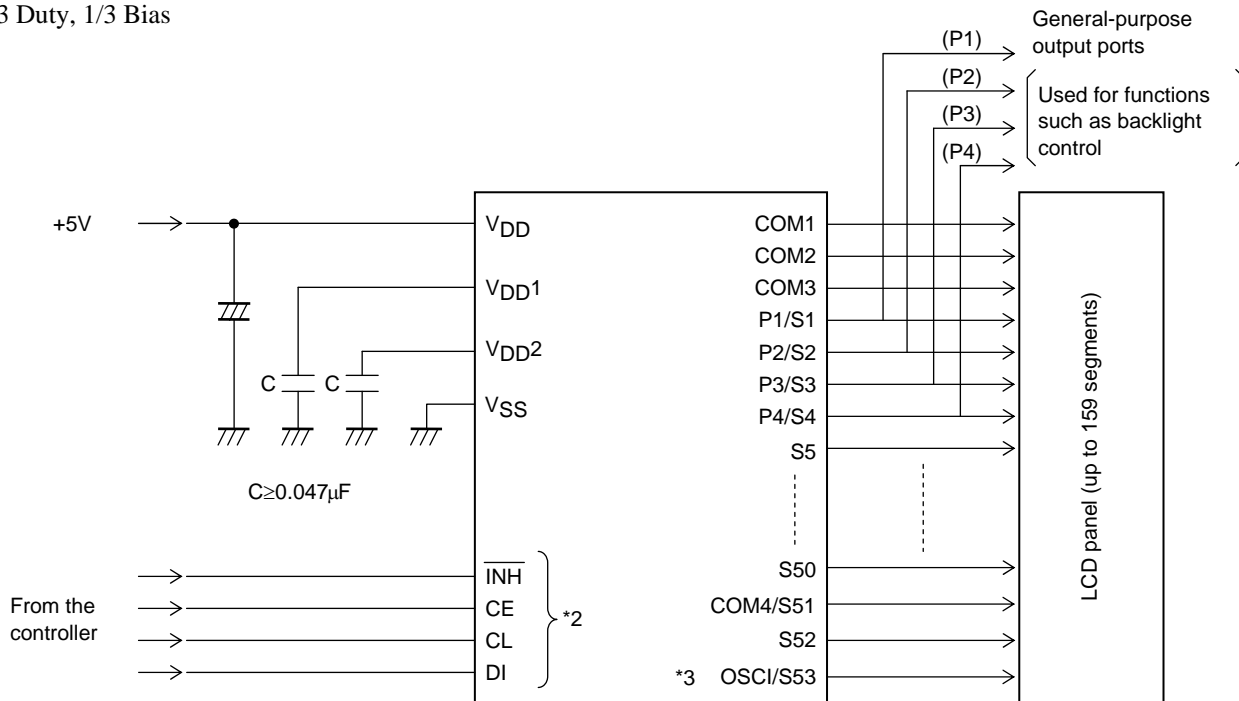 3 Duty, 1/3 Bias
General-purpose
output ports
(P1)
(P2)
(P3)
(P4)
Used for functions
such as backlight
control
+5V
VDD
VDD1
VDD2
VSS
C
C
C≥0.047μF
COM1
COM2
COM3
P1/S1
P2/S2
P3/S3
P4/S4
S5
S50
COM4/S51
S52
*3 OSCI/S53
LCD panel (up to 159 segments)
From the
controller
INH
CE
CL
DI
*2